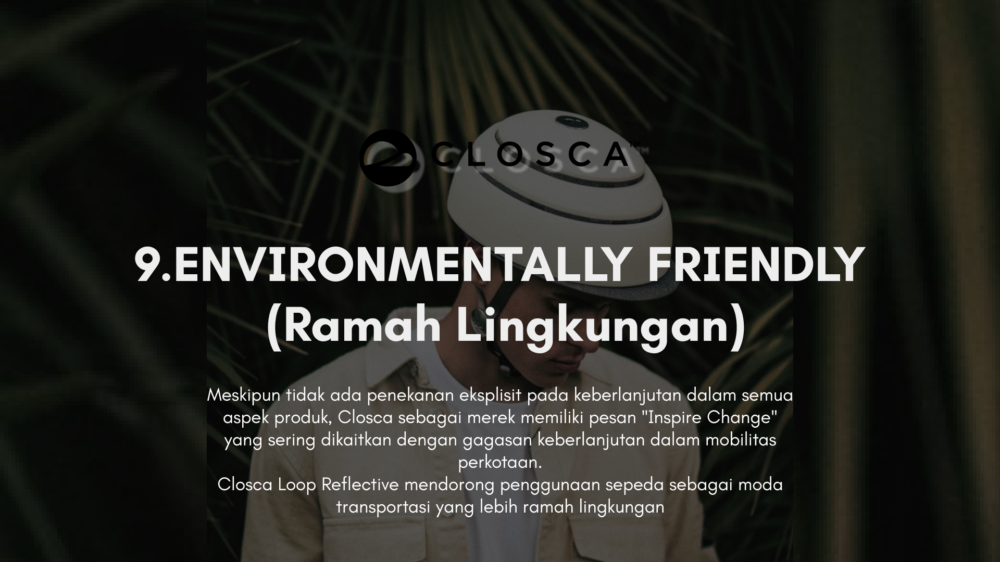 CLOSCA™
9.ENVIRONMENTALLY FRIENDLY
(Ramah Lingkungan)
Meskipun tidak ada penekanan eksplisit pada keberlanjutan dalam semua
aspek produk, Closca sebagai merek memiliki pesan "Inspire Change"
yang sering dikaitkan dengan gagasan keberlanjutan dalam mobilitas
perkotaan.
Closca Loop Reflective mendorong penggunaan sepeda sebagai moda
transportasi yang lebih ramah lingkungan